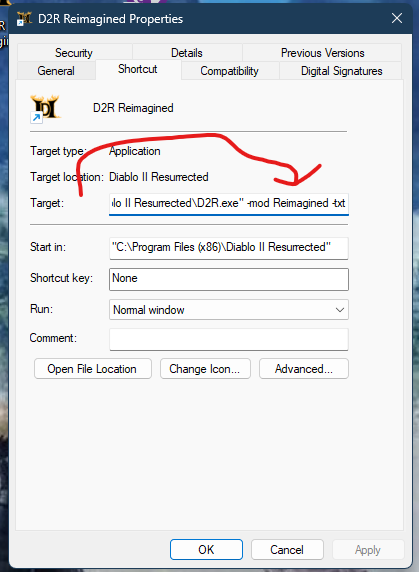 D2R Reimagined Properties
Security Details Previous Versions
General Shortcut Compatibility Digital Signatures
D2R Reimagined
Target type: Application
Target location: Diablo II Resurrected
Target: lo II Resurrected\D2R.exe" -mod Reimagined -txt
Start in: "C:\Program Files (x86)\Diablo II Resurrected"
Shortcut key: None
Run: Normal window
Comment:
Open File Location Change Icon... Advanced...
OK Cancel Apply